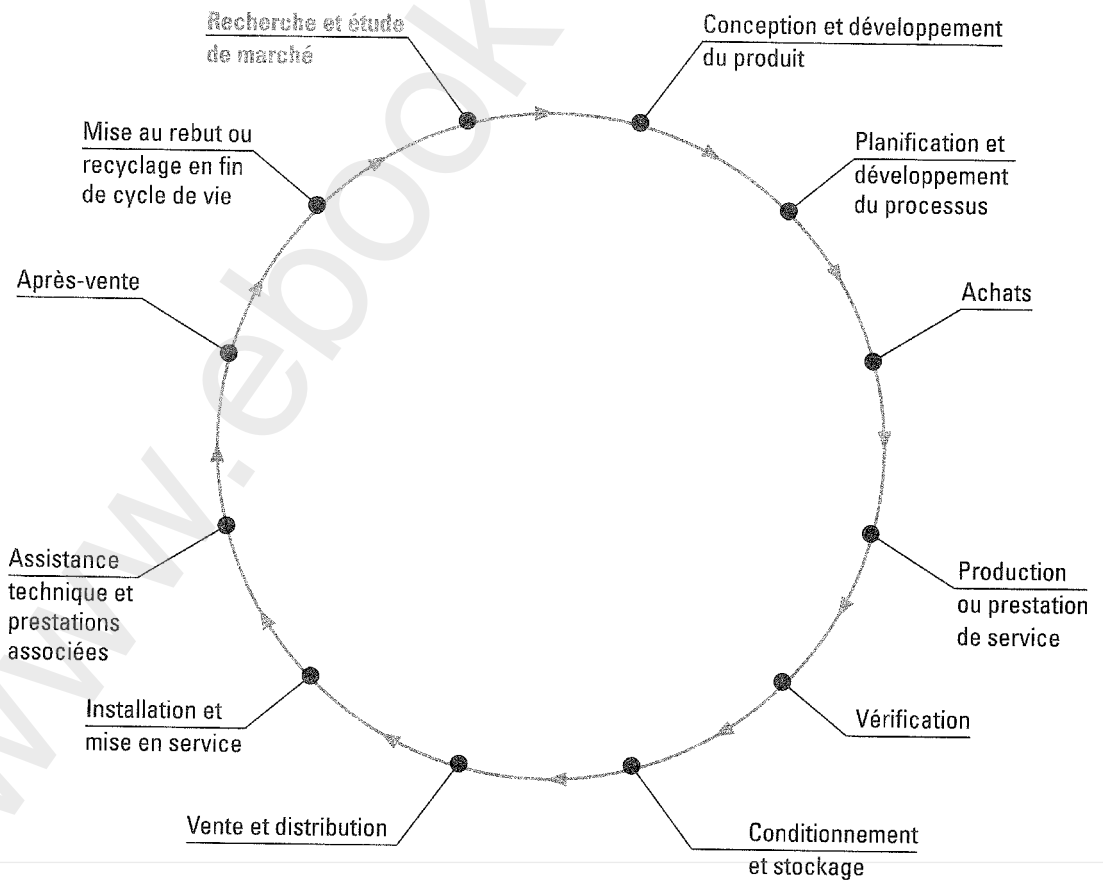 Recherche et étude
de marché
Conception et développement
du produit
Planification et
développement
du processus
Achats
Production
ou prestation
de service
Vérification
Conditionnement
et stockage
Vente et distribution
Installation et
mise en service
Assistance
technique et
prestations
associées
Après-vente
Mise au rebut ou
recyclage en fin
de cycle de vie
www.ebook